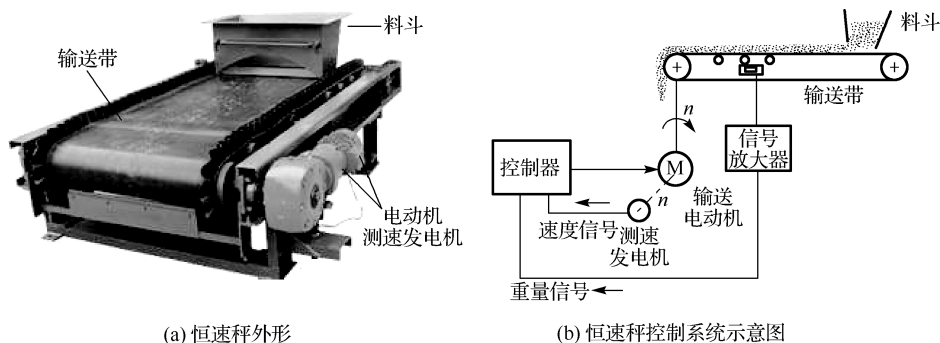 料斗
输送带
电动机
测速发电机
(a) 恒速秤外形
料斗
输送带
n
信号
放大器
控制器
M
n
输送
电动机
速度信号
测速
发电机
重量信号
(b) 恒速秤控制系统示意图